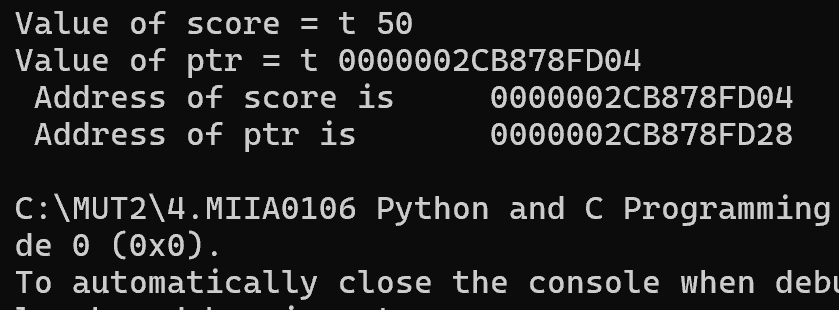 Value of score = t 50
Value of ptr = t 0000002CB878FD04
Address of score is 0000002CB878FD04
Address of ptr is 0000002CB878FD28
C:\MUT2\4.MIIA0106 Python and C Programming
de 0 (0x0).
To automatically close the console when debu